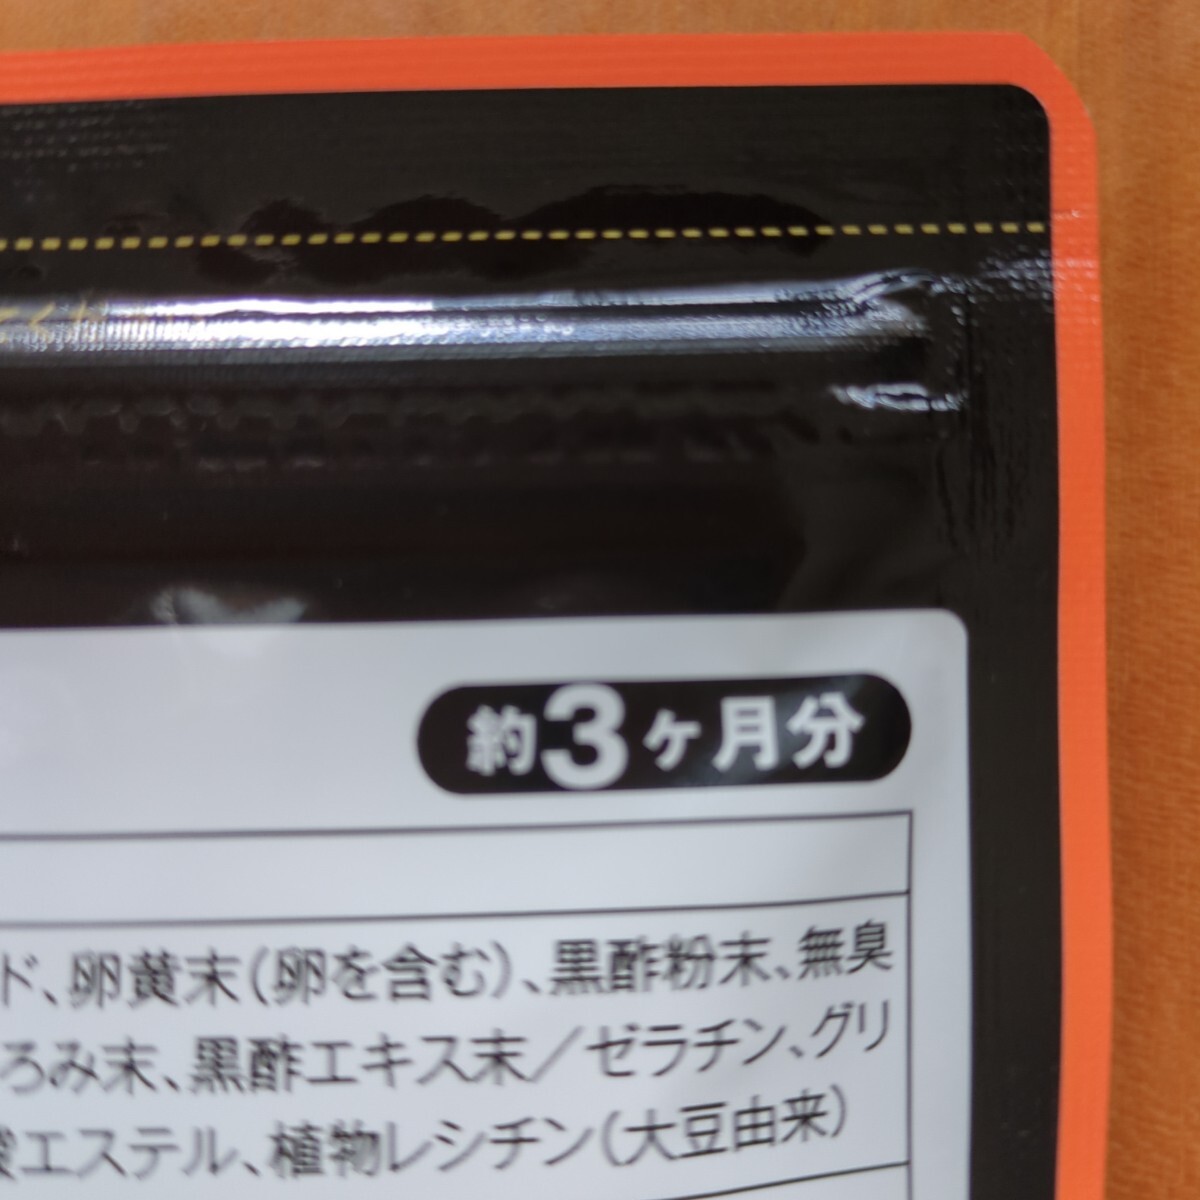 約3ヶ月分
ド、卵黄末(卵を含む)、黒酢粉末、無臭
ろみ末、黒酢エキス末／ゼラチン、グリ
酸エステル、植物レシチン(大豆由来)